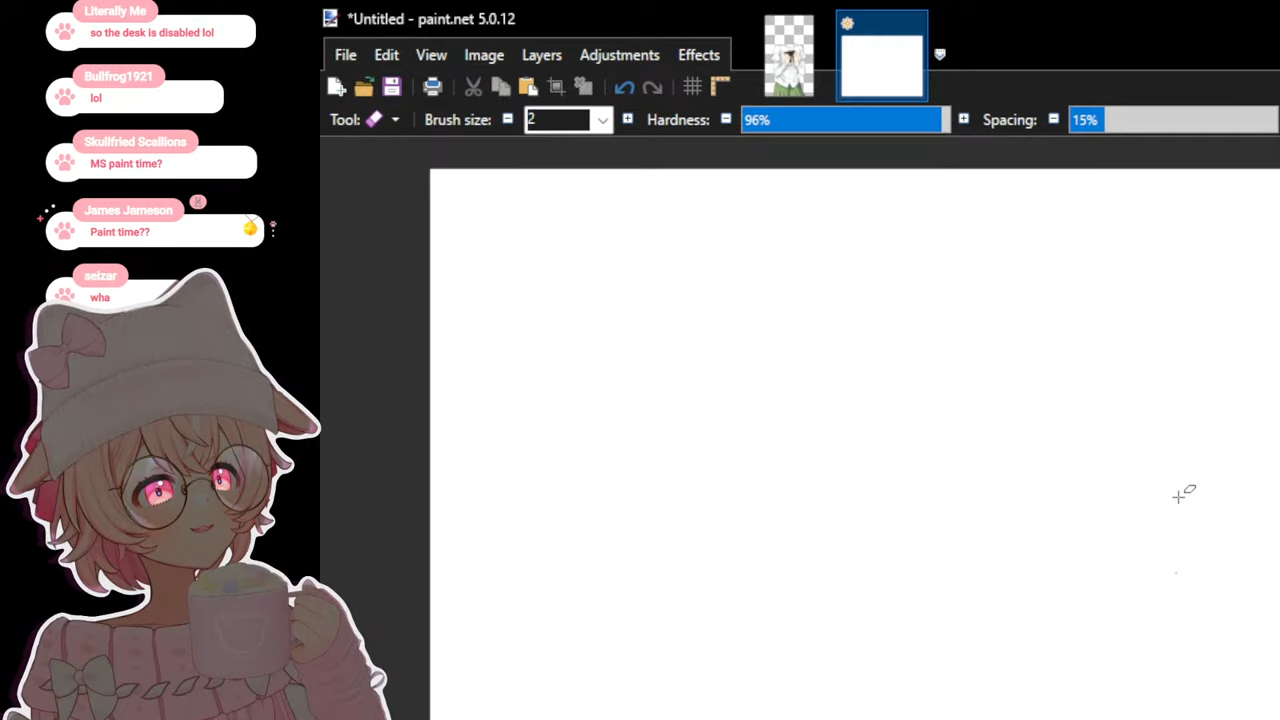 Literally Me
so the desk is disabled lol
Bullfrog1921
lol
Skullfried Scallions
MS paint time?
James Jameson
Paint time??
seizar
wha
*Untitled - paint.net 5.0.12
File Edit View Image Layers Adjustments Effects
Tool: Brush size: 2 Hardness: 96% Spacing: 15%